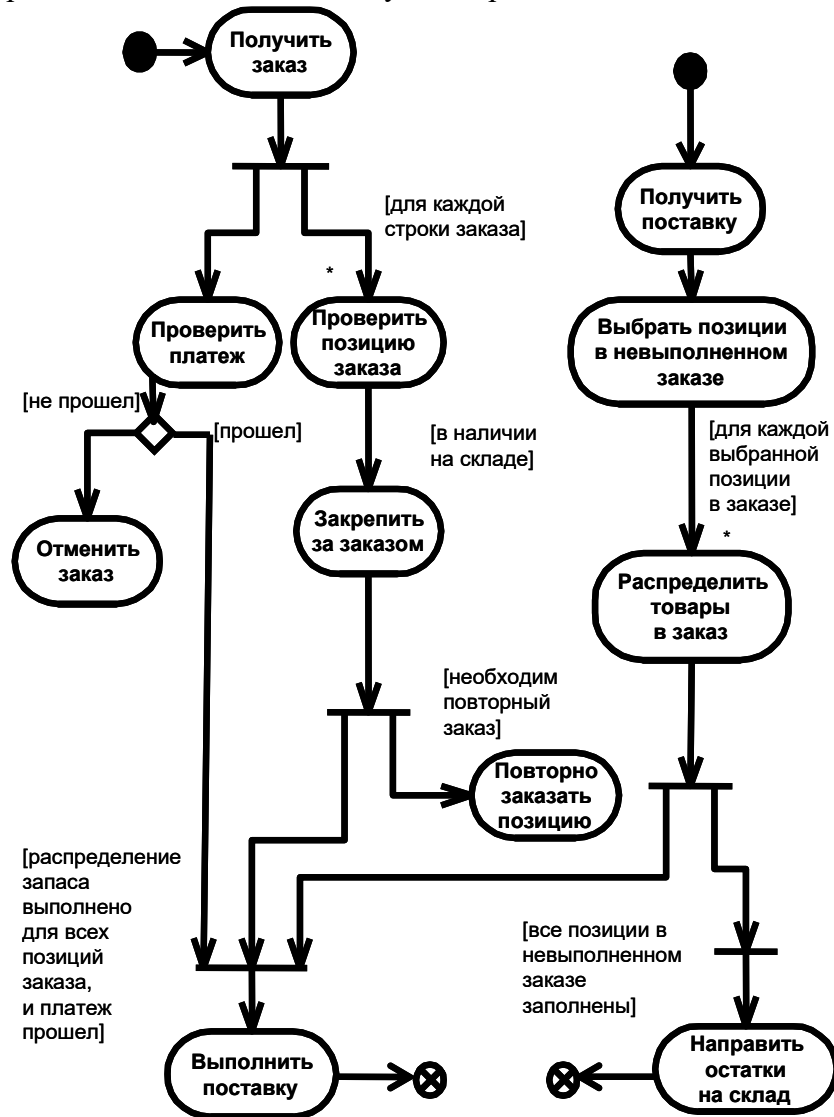 Получить
заказ
Получить
поставку
[для каждой
строки заказа]
*
Проверить
платеж
Проверить
позицию
заказа
Выбрать позиции
в невыполненном
заказе
[не прошел]
[прошел]
[в наличии
на складе]
[для каждой
выбранной
позиции
в заказе]
*
Отменить
заказ
Закрепить
за заказом
Распределить
товары
в заказ
[необходим
повторный
заказ]
Повторно
заказать
позицию
[распределение
запаса
выполнено
для всех
позиций
заказа,
и платеж
прошел]
[все позиции в
невыполненном
заказе
заполнены]
Выполнить
поставку
Направить
остатки
на склад